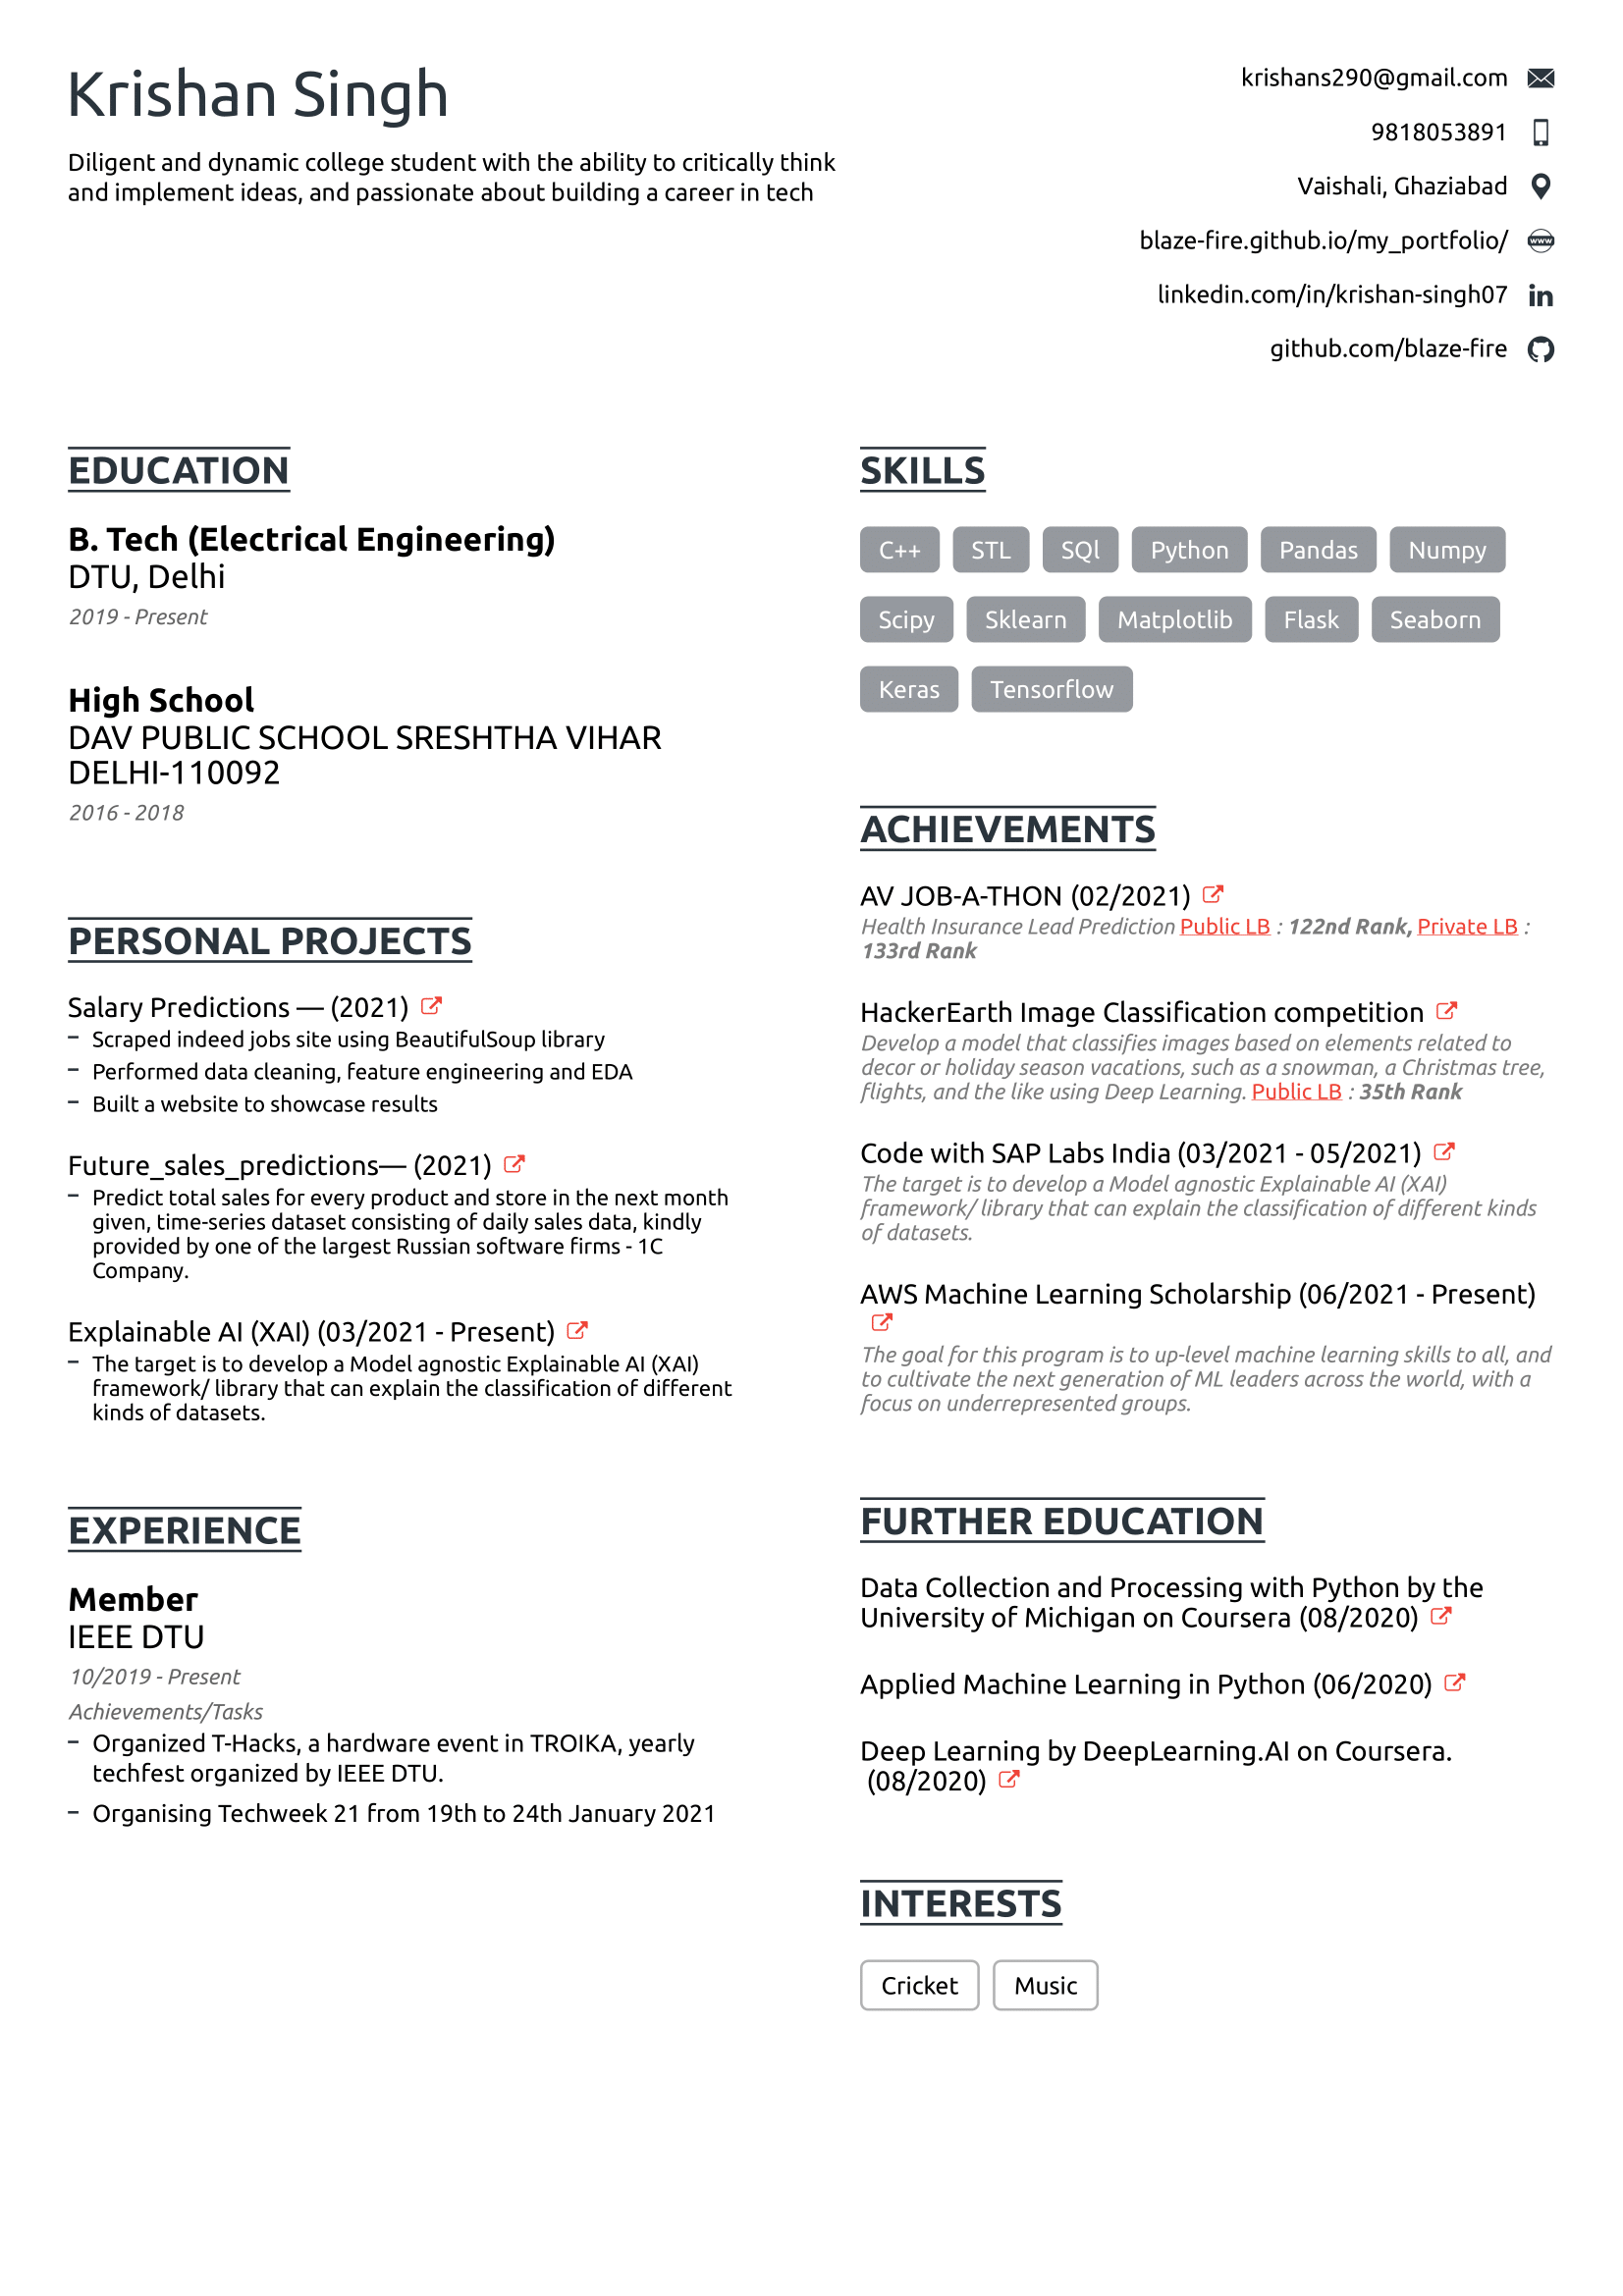 Krishan Singh
Diligent and dynamic college student with the ability to critically think
and implement ideas, and passionate about building a career in tech
krishans290@gmail.com
9818053891
Vaishali, Ghaziabad
blaze-fire.github.io/my_portfolio/
linkedin.com/in/krishan-singh07
github.com/blaze-fire
EDUCATION
B. Tech (Electrical Engineering)
DTU, Delhi
2019 - Present
High School
DAV PUBLIC SCHOOL SRESHTHA VIHAR
DELHI-110092
2016 - 2018
PERSONAL PROJECTS
Salary Predictions — (2021)
– Scraped indeed jobs site using BeautifulSoup library
– Performed data cleaning, feature engineering and EDA
– Built a website to showcase results
Future_sales_predictions— (2021)
– Predict total sales for every product and store in the next month
given, time-series dataset consisting of daily sales data, kindly
provided by one of the largest Russian software firms - 1C
Company.
Explainable AI (XAI) (03/2021 - Present)
– The target is to develop a Model agnostic Explainable AI (XAI)
framework/ library that can explain the classification of different
kinds of datasets.
EXPERIENCE
Member
IEEE DTU
10/2019 - Present
Achievements/Tasks
– Organized T-Hacks, a hardware event in TROIKA, yearly
techfest organized by IEEE DTU.
– Organising Techweek 21 from 19th to 24th January 2021
SKILLS
C++ STL SQl Python Pandas Numpy
Scipy Sklearn Matplotlib Flask Seaborn
Keras Tensorflow
ACHIEVEMENTS
AV JOB-A-THON (02/2021)
Health Insurance Lead Prediction Public LB : 122nd Rank, Private LB :
133rd Rank
HackerEarth Image Classification competition
Develop a model that classifies images based on elements related to
decor or holiday season vacations, such as a snowman, a Christmas tree,
flights, and the like using Deep Learning. Public LB : 35th Rank
Code with SAP Labs India (03/2021 - 05/2021)
The target is to develop a Model agnostic Explainable AI (XAI)
framework/ library that can explain the classification of different kinds
of datasets.
AWS Machine Learning Scholarship (06/2021 - Present)
The goal for this program is to up-level machine learning skills to all, and
to cultivate the next generation of ML leaders across the world, with a
focus on underrepresented groups.
FURTHER EDUCATION
Data Collection and Processing with Python by the
University of Michigan on Coursera (08/2020)
Applied Machine Learning in Python (06/2020)
Deep Learning by DeepLearning.AI on Coursera.
(08/2020)
INTERESTS
Cricket Music